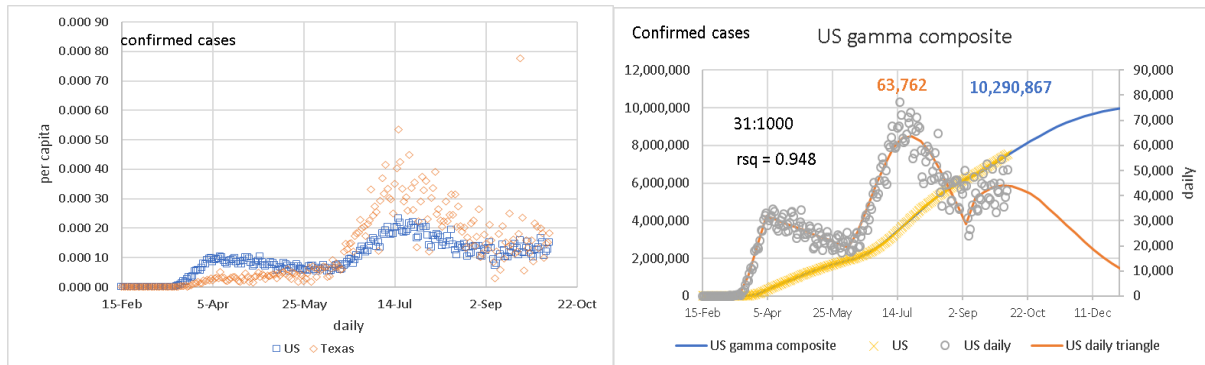 confirmed cases
0.000 90
0.000 80
0.000 70
0.000 60
0.000 50
0.000 40
0.000 30
0.000 20
0.000 10
0.000 00
per capita
15-Feb 5-Apr 25-May 14-Jul 2-Sep 22-Oct
daily
US Texas
Confirmed cases
US gamma composite
12,000,000
10,000,000
8,000,000
6,000,000
4,000,000
2,000,000
0
63,762
10,290,867
31:1000
rsq = 0.948
90,000
80,000
70,000
60,000
50,000
40,000
30,000
20,000
10,000
0
daily
15-Feb 5-Apr 25-May 14-Jul 2-Sep 22-Oct 11-Dec
US gamma composite US US daily US daily triangle